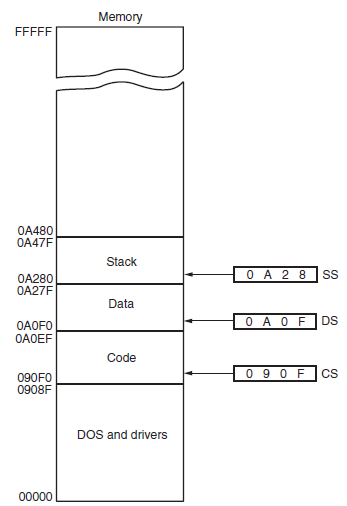 Memory
FFFFF
0A480
0A47F
Stack
0 A 2 8 SS
0A280
0A27F
Data
0 A 0 F DS
0A0F0
0A0EF
Code
0 9 0 F CS
090F0
0908F
DOS and drivers
00000